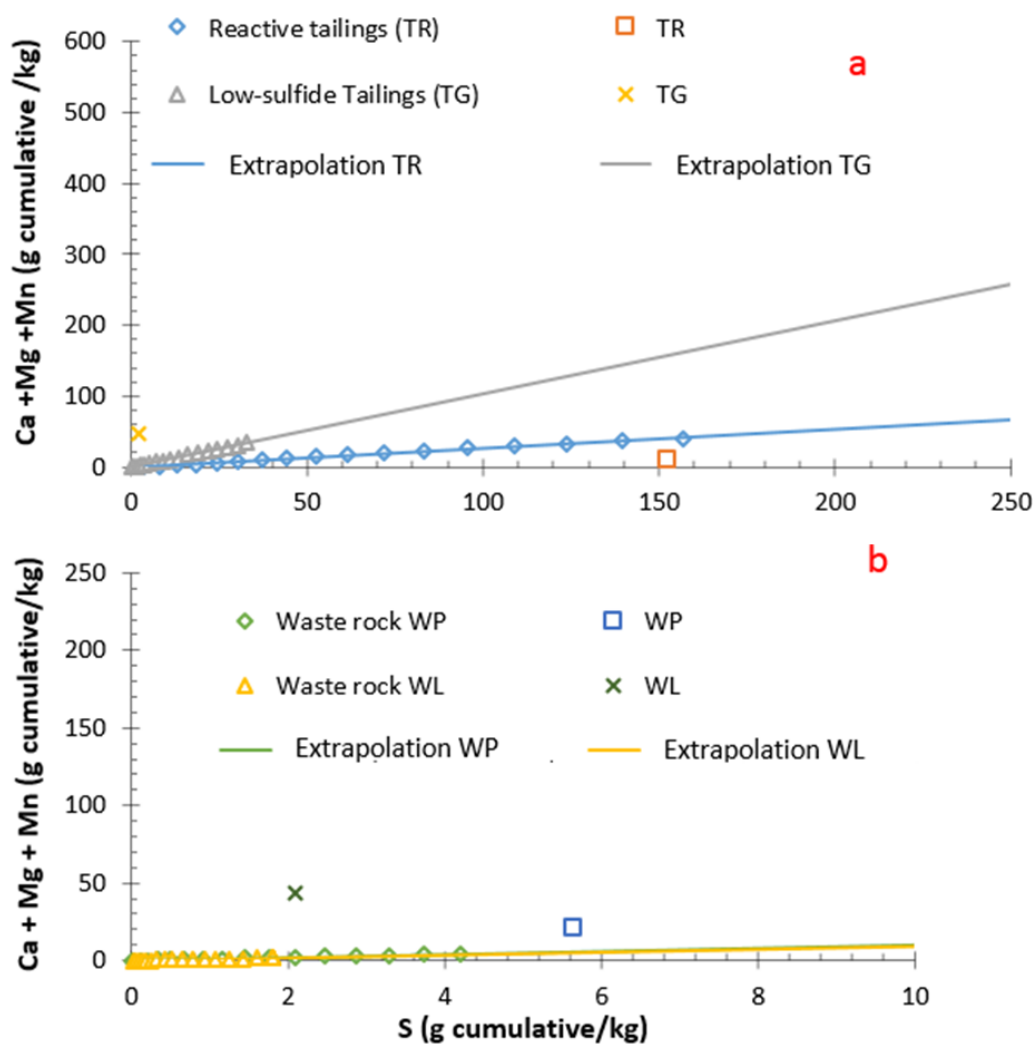 Reactive tailings (TR) TR
a
Low-sulfide Tailings (TG) TG
Extrapolation TR Extrapolation TG
Ca +Mg +Mn (g cumulative /kg)
600
500
400
300
200
100
0
0 50 100 150 200 250
b
Waste rock WP WP
Waste rock WL WL
Extrapolation WP Extrapolation WL
Ca + Mg + Mn (g cumulative/kg)
250
200
150
100
50
0
0 2 4 6 8 10
S (g cumulative/kg)